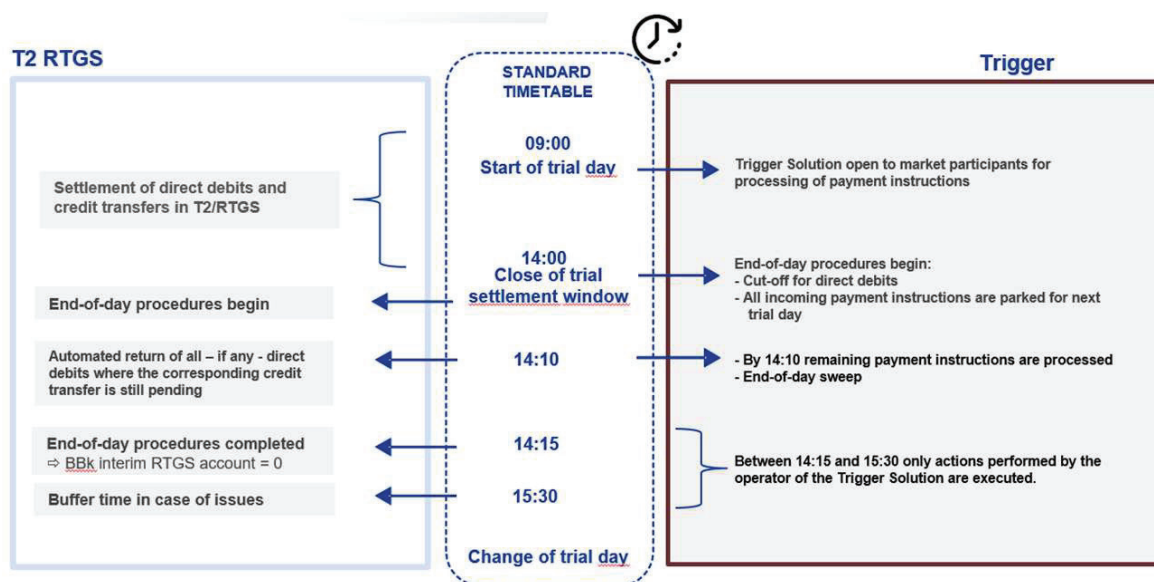 T2 RTGS
Settlement of direct debits and
credit transfers in T2/RTGS
End-of-day procedures begin
Automated return of all – if any - direct
debits where the corresponding credit
transfer is still pending
End-of-day procedures completed
⇨ BBk interim RTGS account = 0
Buffer time in case of issues
STANDARD
TIMETABLE
09:00
Start of trial day
14:00
Close of trial
settlement window
14:10
14:15
15:30
Change of trial day
Trigger
Trigger Solution open to market participants for
processing of payment instructions
End-of-day procedures begin:
- Cut-off for direct debits
- All incoming payment instructions are parked for next
trial day
- By 14:10 remaining payment instructions are processed
- End-of-day sweep
Between 14:15 and 15:30 only actions performed by the
operator of the Trigger Solution are executed.